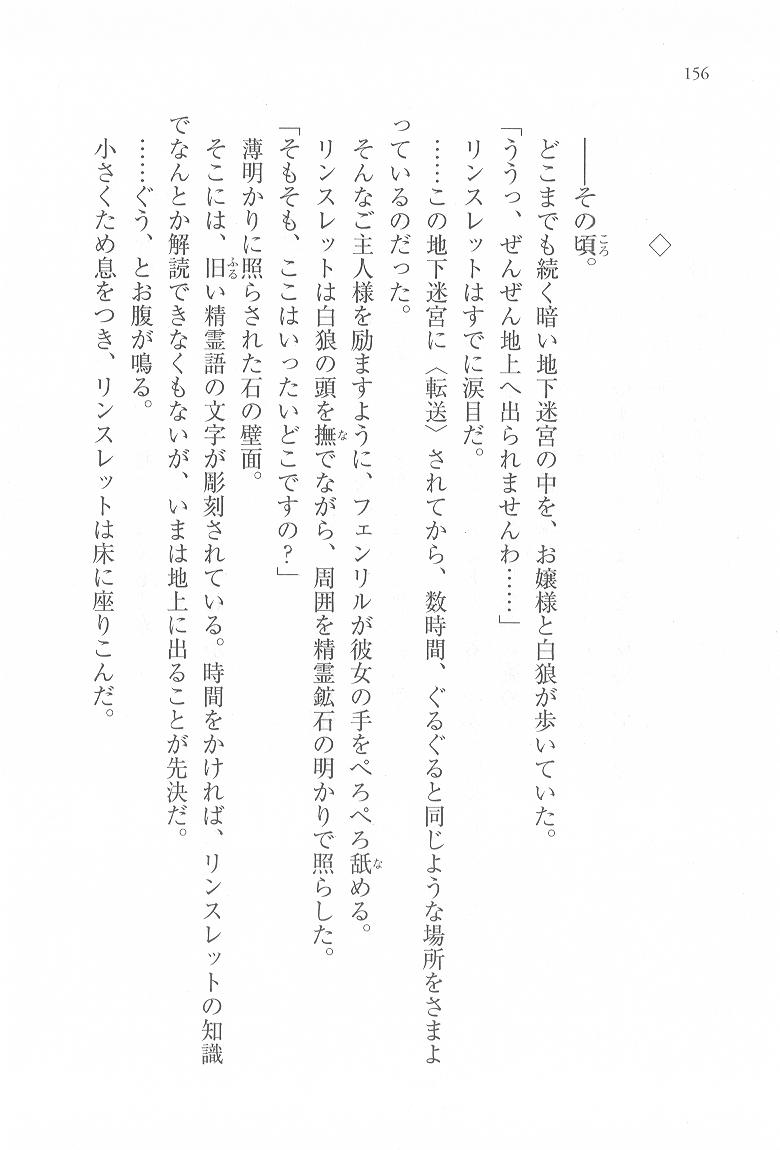 156
◇
――その頃。
ころ
どこまでも続く暗い地下迷宮の中を、お嬢様と白狼が歩いていた。
「ううっ、ぜんぜん地上へ出られませんわ……」
リンスレットはすでに涙目だ。
……この地下迷宮に〈転送〉されてから、数時間、ぐるぐると同じような場所をさまよ
っているのだった。
そんなご主人様を励ますように、フェンリルが彼女の手をぺろぺろ舐める。
な
リンスレットは白狼の頭を撫でながら、周囲を精霊鉱石の明かりで照らした。
な
「そもそも、ここはいったいどこですの?」
薄明かりに照らされた石の壁面。
そこには、旧い精霊語の文字が彫刻されている。時間をかければ、リンスレットの知識
ふる
でなんとか解読できなくもないが、いまは地上に出ることが先決だ。
……ぐう、とお腹が鳴る。
小さくため息をつき、リンスレットは床に座りこんだ。